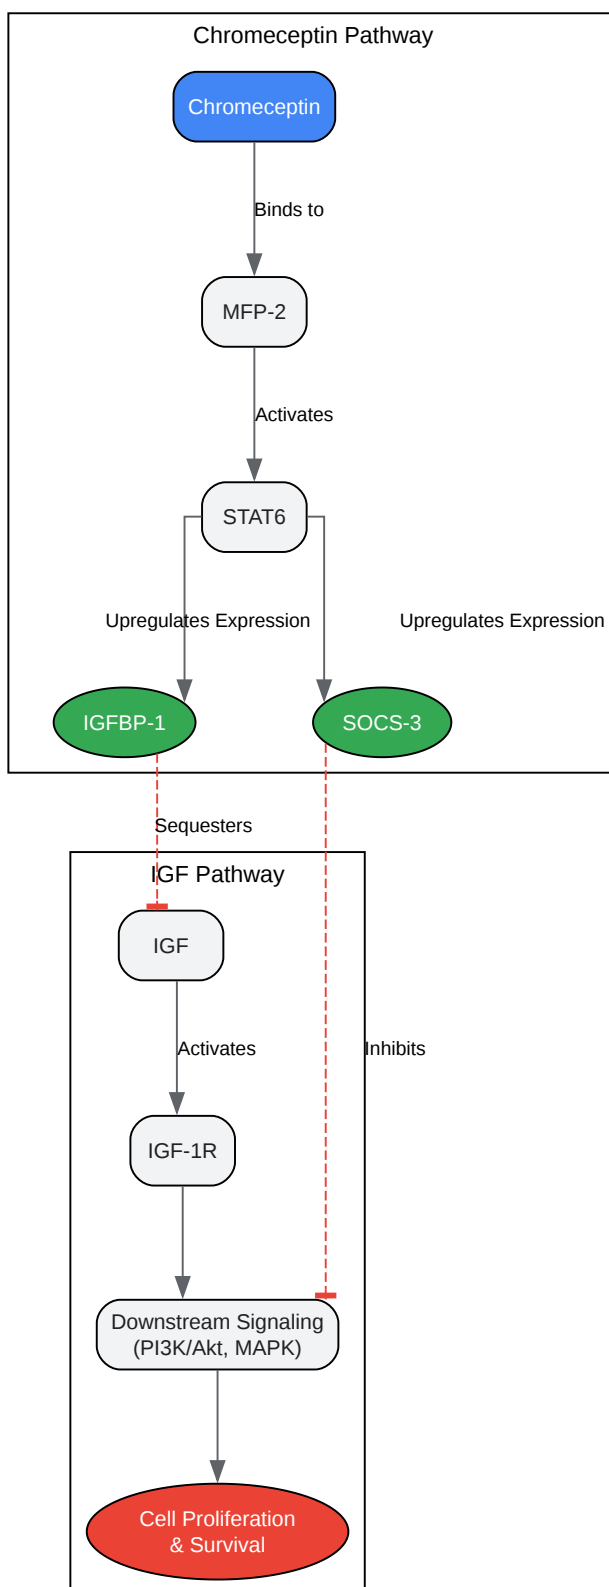 Chromeceptin Pathway
Chromeceptin
Binds to
MFP-2
Activates
STAT6
Upregulates Expression
Upregulates Expression
IGFBP-1
SOCS-3
Sequesters
IGF Pathway
IGF
Activates
Inhibits
IGF-1R
Downstream Signaling
(PI3K/Akt, MAPK)
Cell Proliferation
& Survival